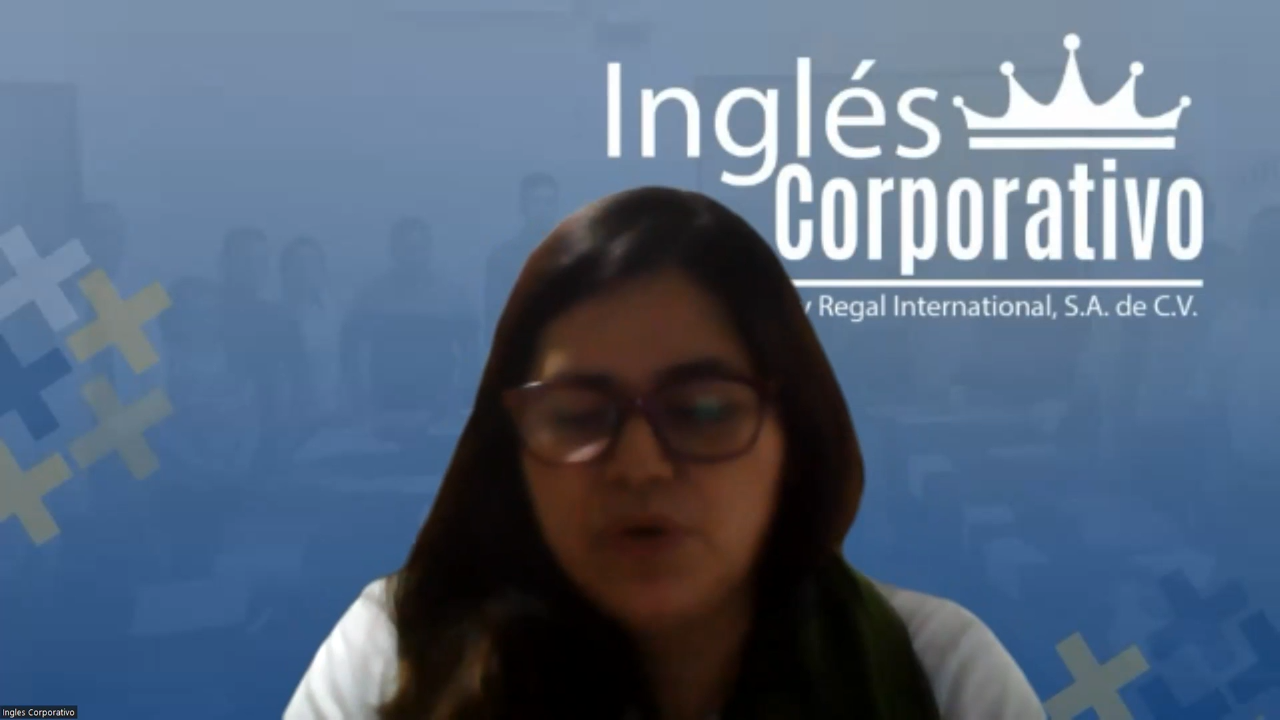 Inglés
Corporativo
y Regal International, S.A. de C.V.
Ingles Corporativo